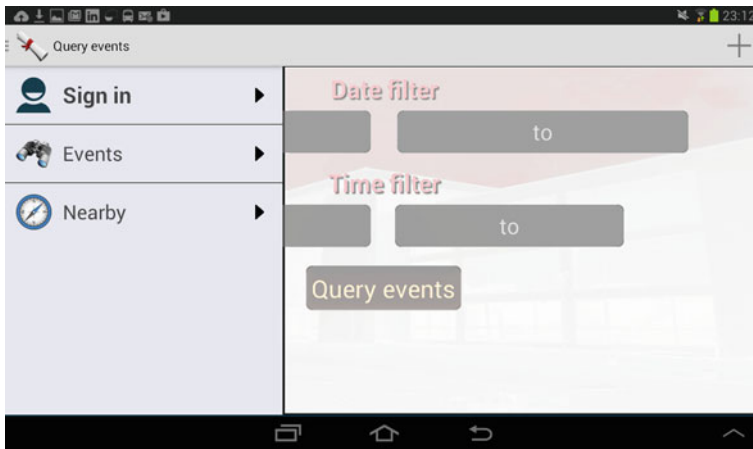 23:12
Query events
Sign in
Events
Nearby
Date filter
to
Time filter
to
Query events